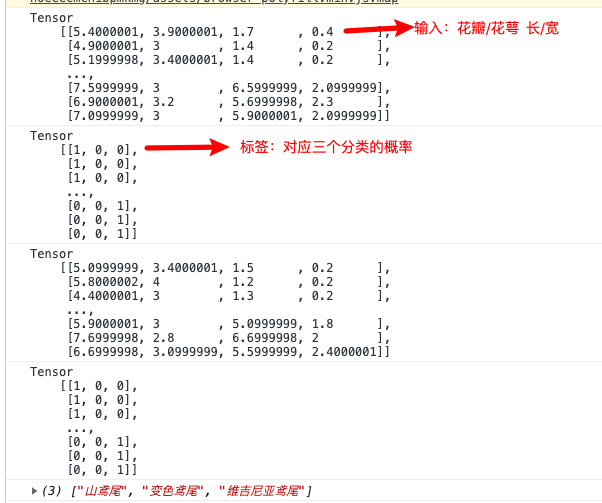 Tensor
[[5.4000001, 3.9000001, 1.7 , 0.4 ], 输入：花瓣/花萼 长/宽
[4.9000001, 3 , 1.4 , 0.2 ],
[5.1999998, 3.4000001, 1.4 , 0.2 ],
...,
[7.5999999, 3 , 6.5999999, 2.0999999],
[6.9000001, 3.2 , 5.6999998, 2.3 ],
[7.0999999, 3 , 5.9000001, 2.0999999]]
Tensor
[[1, 0, 0], 标签：对应三个分类的概率
[1, 0, 0],
[1, 0, 0],
...,
[0, 0, 1],
[0, 0, 1],
[0, 0, 1]]
Tensor
[[5.0999999, 3.4000001, 1.5 , 0.2 ],
[5.8000002, 4 , 1.2 , 0.2 ],
[4.4000001, 3 , 1.3 , 0.2 ],
...,
[5.9000001, 3 , 5.0999999, 1.8 ],
[7.6999998, 2.8 , 6.6999998, 2 ],
[6.6999998, 3.0999999, 5.5999999, 2.4000001]]
Tensor
[[1, 0, 0],
[1, 0, 0],
[1, 0, 0],
...,
[0, 0, 1],
[0, 0, 1],
[0, 0, 1]]
(3) ["山鸢尾", "变色鸢尾", "维吉尼亚鸢尾"]